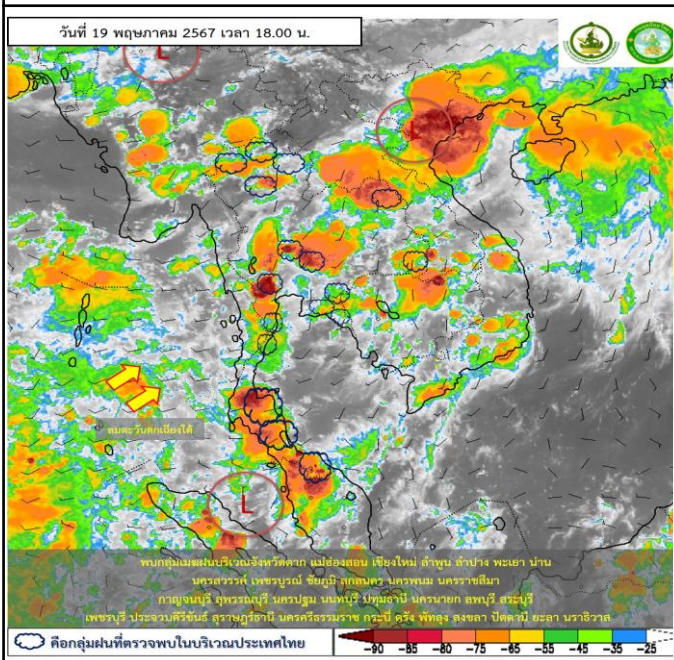 วันที่ 19 พฤษภาคม 2567 เวลา 18.00 น.
L
L
ลมตะวันตกเฉียงใต้
L
พบกลุ่มเมฆฝนบริเวณจังหวัดตาก แม่ฮ่องสอน เชียงใหม่ ลำพูน ลำปาง พะเยา น่าน
นครสวรรค์ เพชรบูรณ์ ชัยภูมิ สกลนคร นครพนม นครราชสีมา
กาญจนบุรี สุพรรณบุรี นครปฐม นนทบุรี ปทุมธานี นครนายก ลพบุรี สระบุรี
เพชรบุรี ประจวบคีรีขันธ์ สุราษฎร์ธานี นครศรีธรรมราช กระบี่ ตรัง พัทลุง สงขลา ปัตตานี ยะลา นราธิวาส
คือกลุ่มฝนที่ตรวจพบในบริเวณประเทศไทย
-90 -85 -80 -75 -65 -55 -45 -35 -25